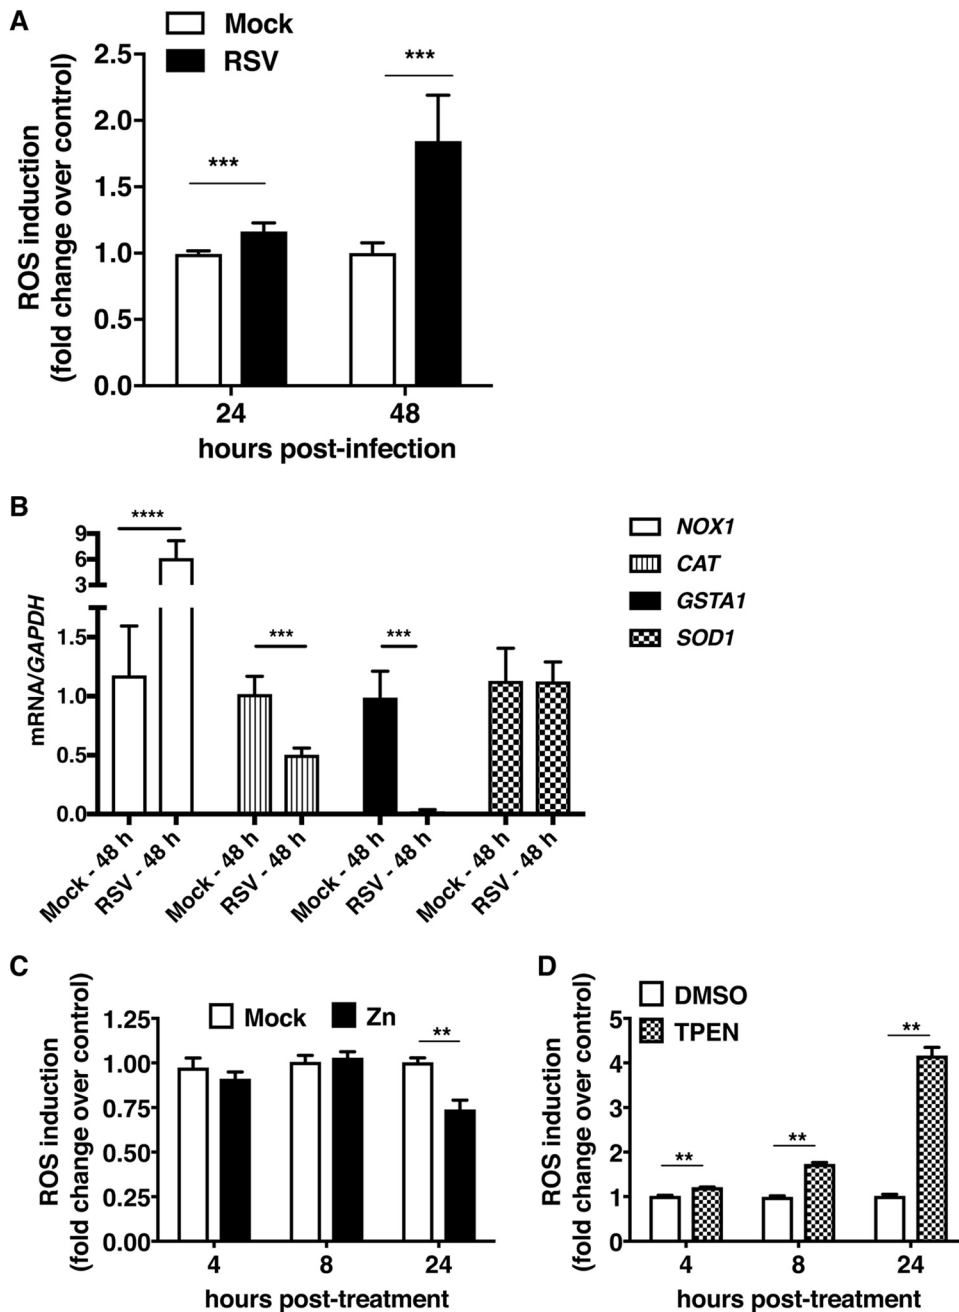 A
Mock
RSV
ROS induction
(fold change over control)
2.5
2.0
1.5
1.0
0.5
0.0
***
***
24
48
hours post-infection
B
mRNA/GAPDH
9
6
3
1.5
1.0
0.5
0.0
****
***
***
NOX1
CAT
GSTA1
SOD1
Mock - 48 h
RSV - 48 h
Mock - 48 h
RSV - 48 h
Mock - 48 h
RSV - 48 h
Mock - 48 h
RSV - 48 h
C
Mock
Zn
ROS induction
(fold change over control)
1.25
1.00
0.75
0.50
0.25
0.00
**
4
8
24
hours post-treatment
D
DMSO
TPEN
ROS induction
(fold change over control)
5
4
3
2
1
0
**
**
**
4
8
24
hours post-treatment